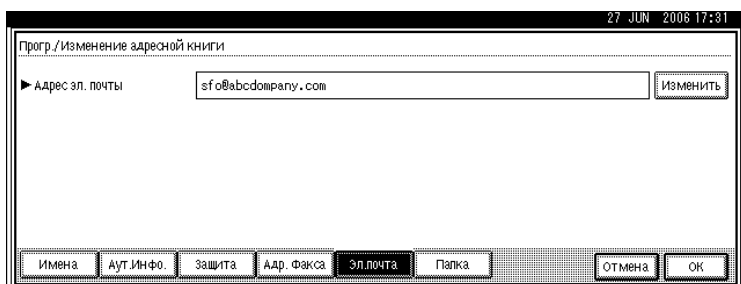 27 JUN 2006 17:31
Прогр./Изменение адресной книги
►Адрес эл. почты sfo@abcdompany.com Изменить
Имена Аут.Инфо. Защита Адр. Факса Эл.почта Папка Отмена OK